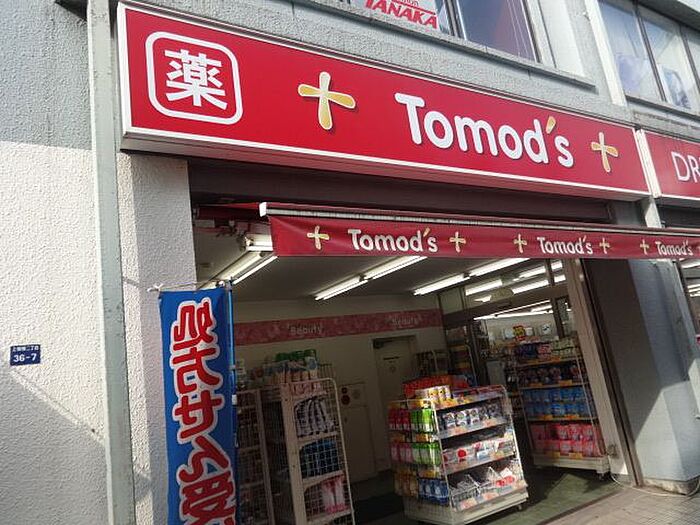 TANAKA
薬 Tomod's
DR
Tomod's Tomod's Tomod's
Beauty Beauty
36-7